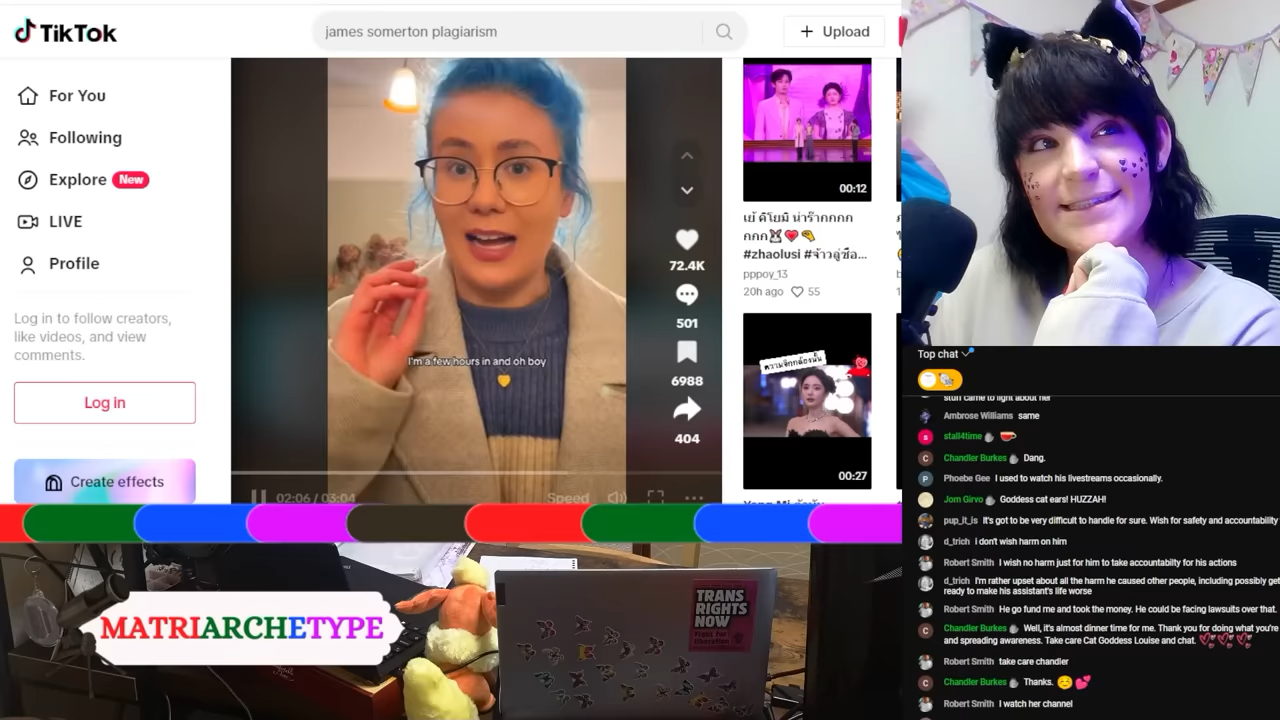 TikTok
james somerton plagiarism
Upload
For You
Following
Explore New
LIVE
Profile
Log in to follow creators,
like videos, and view
comments.
Log in
Create effects
I'm a few hours in and oh boy
72.4K
501
6988
404
02:06 / 03:04
Speed
00:12
กกก
#zhaolusi
pppoy_13
20h ago 55
00:27
MATRIARCHETYPE
TRANS
RIGHTS
NOW
Fight for
liberation
Top chat
stuff came to light about her
Ambrose Williams same
stall4time
Chandler Burkes Dang.
Phoebe Gee I used to watch his livestreams occasionally.
Jom Girvo Goddess cat ears! HUZZAH!
pup_it_is It's got to be very difficult to handle for sure. Wish for safety and accountability
d_trich i don't wish harm on him
Robert Smith I wish no harm just for him to take accountabilty for his actions
d_trich I'm rather upset about all the harm he caused other people, including possibly get
ready to make his assistant's life worse
Robert Smith He go fund me and took the money. He could be facing lawsuits over that.
Chandler Burkes Well, it's almost dinner time for me. Thank you for doing what you're
and spreading awareness. Take care Cat Goddess Louise and chat. 💕💕💕
Robert Smith take care chandler
Chandler Burkes Thanks. ☺️💕
Robert Smith I watch her channel